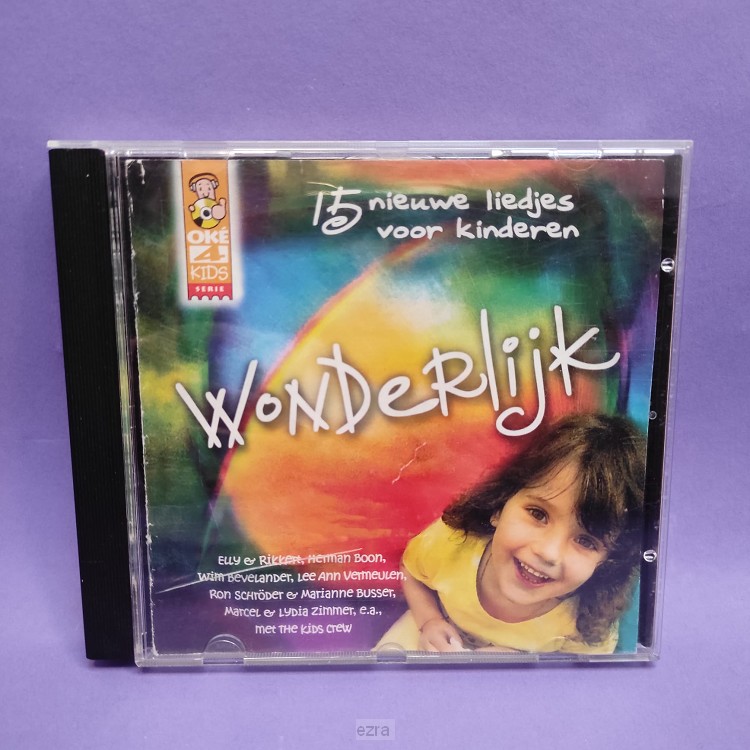 OKÉ
4
KIDS
SERIE
15 nieuwe liedjes
voor kinderen
Wonderlijk
Elly & Rikkert, Herman Boon,
Wim Bevelander, Lee Ann Vermeulen,
Ron Schröder & Marianne Busser,
Marcel & Lydia Zimmer, e.a.,
met The Kids Crew
ezra